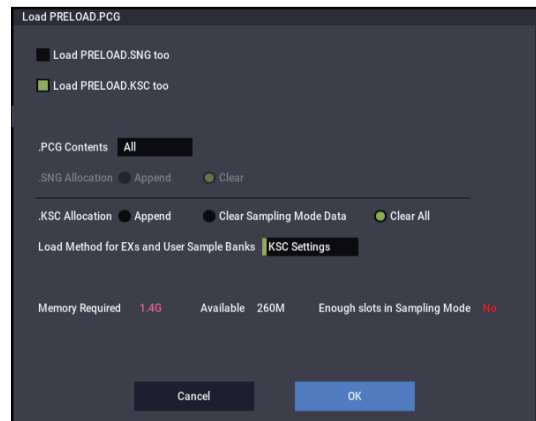 Load PRELOAD.PCG
Load PRELOAD.SNG too
Load PRELOAD.KSC too
.PCG Contents All
.SNG Allocation Append Clear
.KSC Allocation Append Clear Sampling Mode Data Clear All
Load Method for EXs and User Sample Banks KSC Settings
Memory Required 1.4G Available 260M Enough slots in Sampling Mode No
Cancel OK